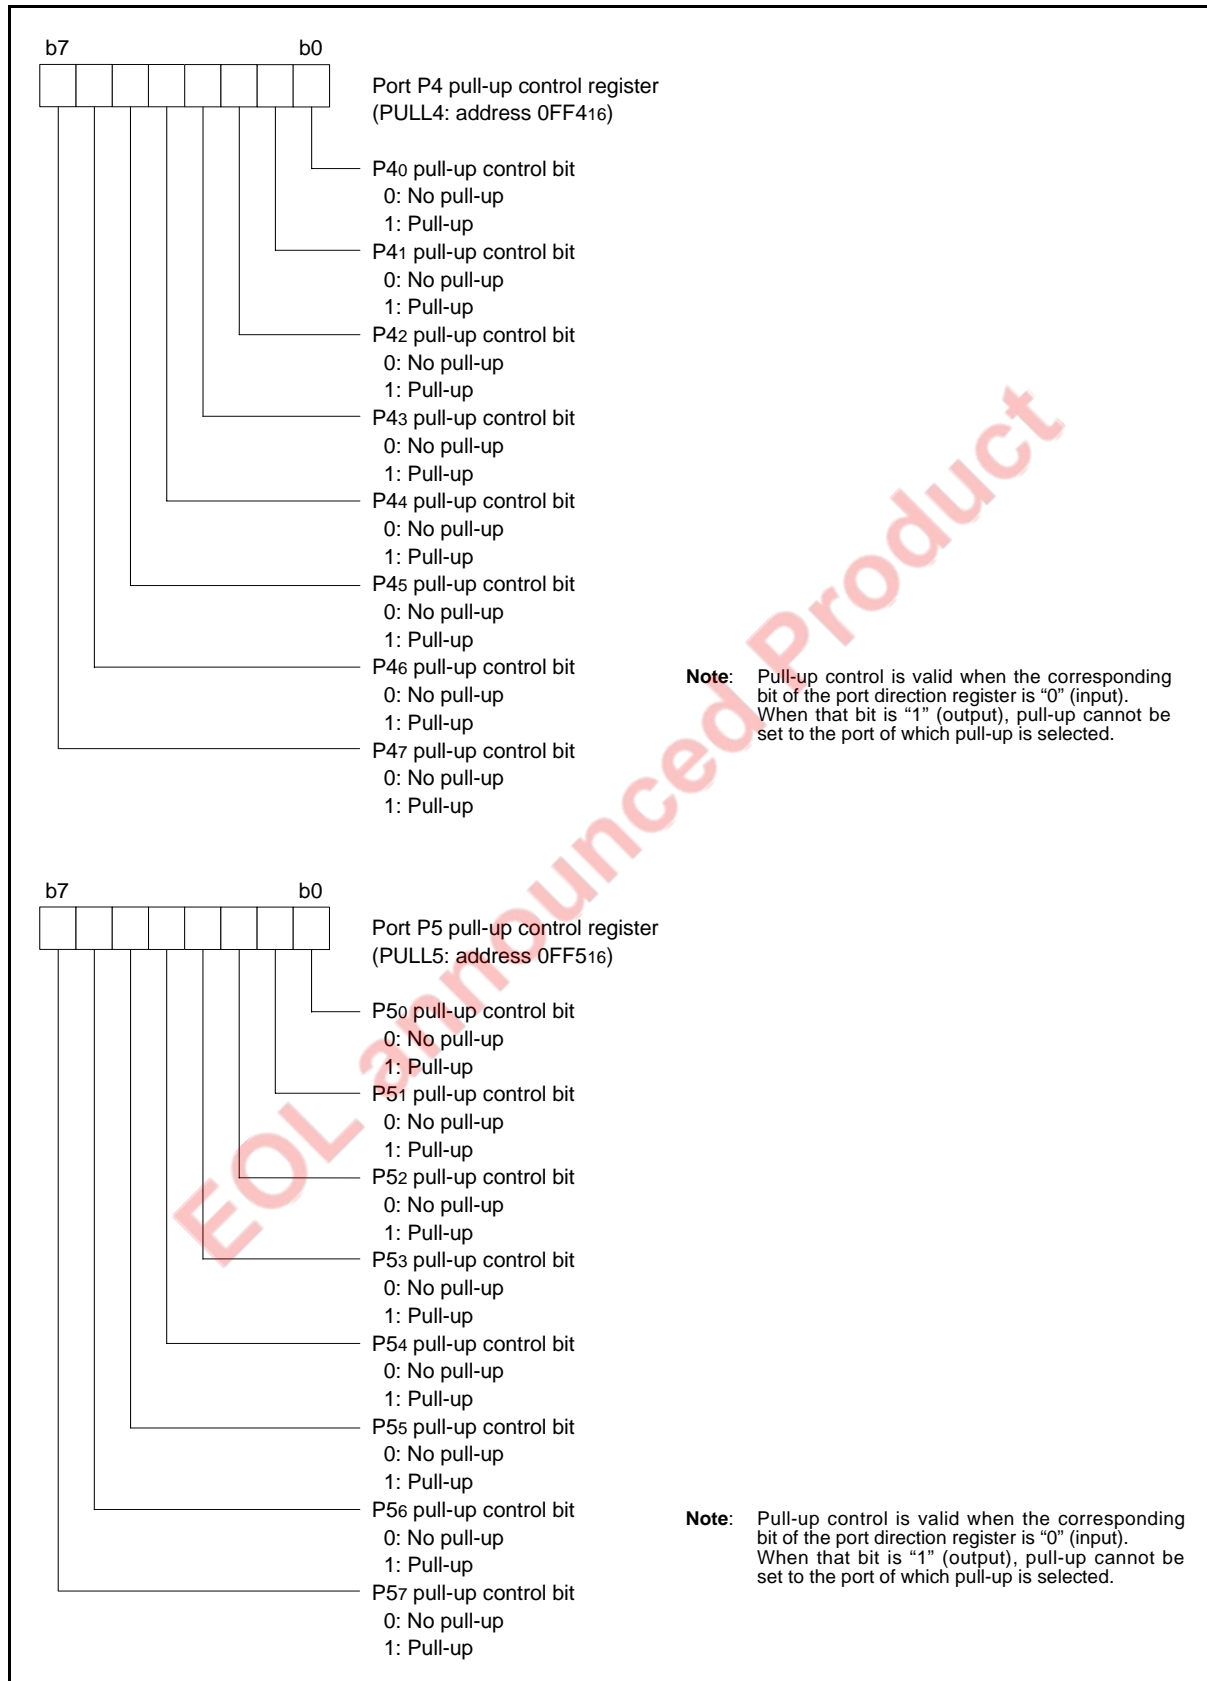 b7 b0
Port P4 pull-up control register
(PULL4: address 0FF416)
P40 pull-up control bit
0: No pull-up
1: Pull-up
P41 pull-up control bit
0: No pull-up
1: Pull-up
P42 pull-up control bit
0: No pull-up
1: Pull-up
P43 pull-up control bit
0: No pull-up
1: Pull-up
P44 pull-up control bit
0: No pull-up
1: Pull-up
P45 pull-up control bit
0: No pull-up
1: Pull-up
P46 pull-up control bit
0: No pull-up
1: Pull-up
P47 pull-up control bit
0: No pull-up
1: Pull-up
Note: Pull-up control is valid when the corresponding
bit of the port direction register is “0” (input).
When that bit is “1” (output), pull-up cannot be
set to the port of which pull-up is selected.
b7 b0
Port P5 pull-up control register
(PULL5: address 0FF516)
P50 pull-up control bit
0: No pull-up
1: Pull-up
P51 pull-up control bit
0: No pull-up
1: Pull-up
P52 pull-up control bit
0: No pull-up
1: Pull-up
P53 pull-up control bit
0: No pull-up
1: Pull-up
P54 pull-up control bit
0: No pull-up
1: Pull-up
P55 pull-up control bit
0: No pull-up
1: Pull-up
P56 pull-up control bit
0: No pull-up
1: Pull-up
P57 pull-up control bit
0: No pull-up
1: Pull-up
Note: Pull-up control is valid when the corresponding
bit of the port direction register is “0” (input).
When that bit is “1” (output), pull-up cannot be
set to the port of which pull-up is selected.
EOL announced Product